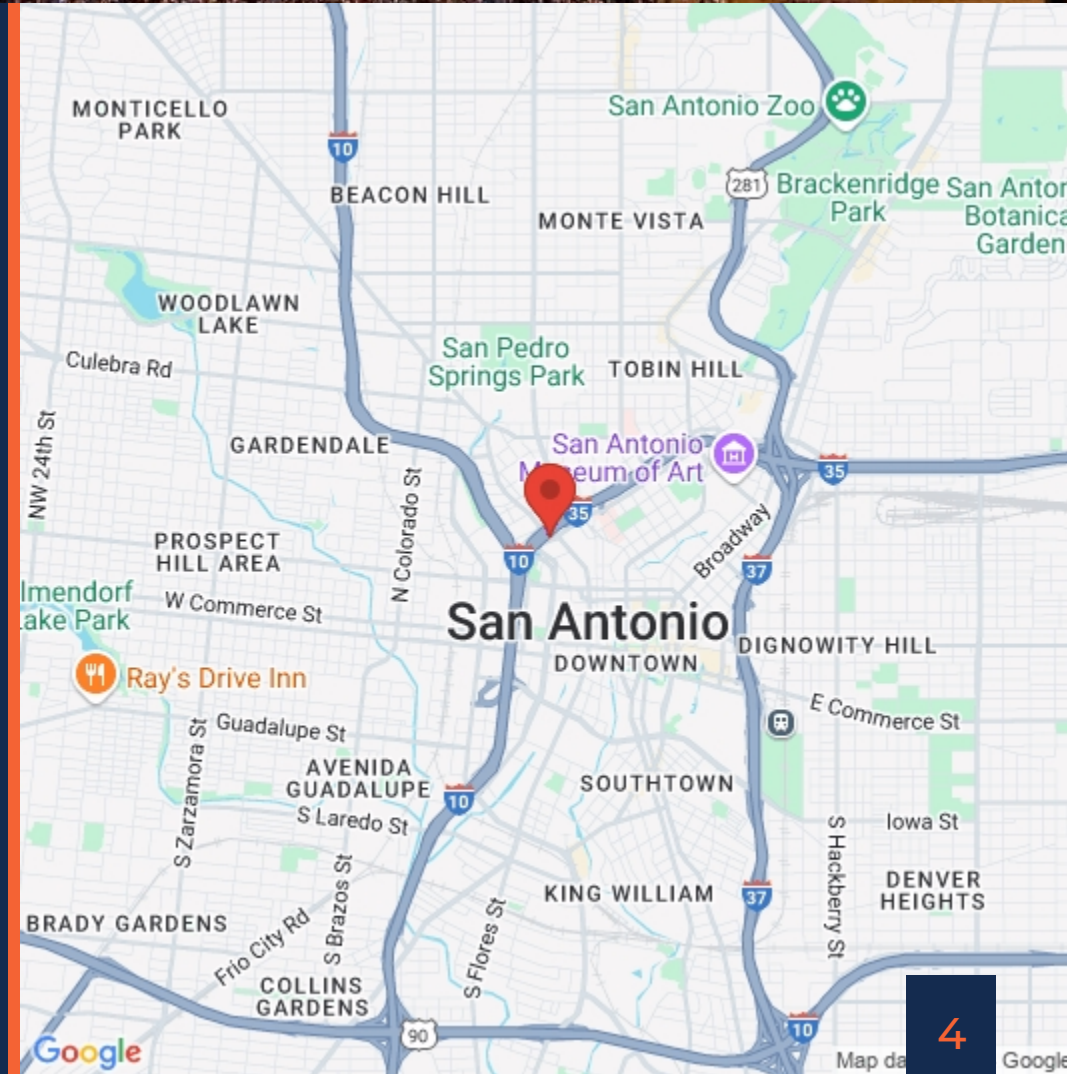 MONTICELLO
PARK
San Antonio Zoo
10
281
BEACON HILL
Brackenridge
Park
San Anton
Botanica
Garden
MONTE VISTA
WOODLAWN
LAKE
San Pedro
Springs Park
TOBIN HILL
Culebra Rd
NW 24th St
GARDENDALE
San Antonio
Museum of Art
35
N Colorado St
35
PROSPECT
HILL AREA
10
Broadway
37
lmendorf
Lake Park
W Commerce St
San Antonio
DOWNTOWN
DIGNOWITY HILL
Ray's Drive Inn
E Commerce St
Guadalupe St
S Zarzamora St
AVENIDA
GUADALUPE
10
SOUTHTOWN
S Laredo St
Iowa St
S Hackberry St
S Brazos St
KING WILLIAM
37
DENVER
HEIGHTS
BRADY GARDENS
Frio City Rd
S Flores St
COLLINS
GARDENS
90
10
4
Google
Map da
Google